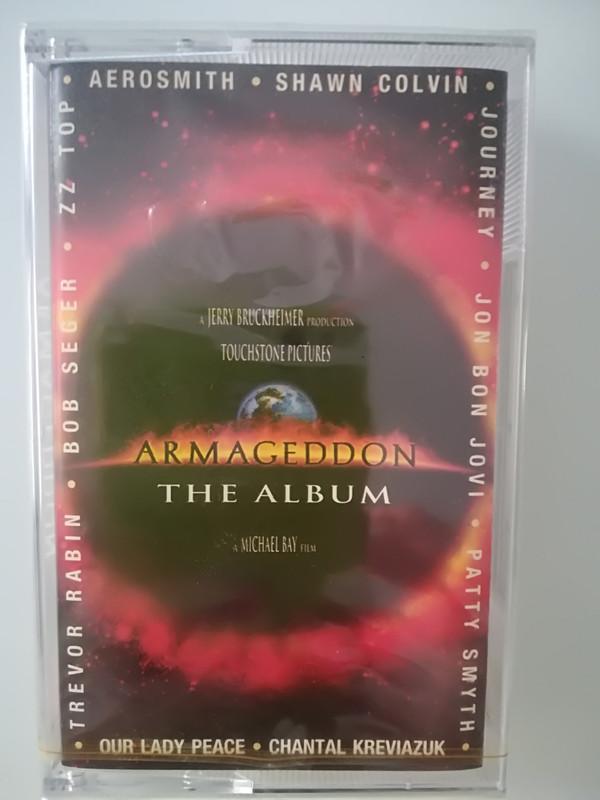 • AEROSMITH • SHAWN COLVIN •
JOURNEY • JON BON JOVI • PATTY SMYTH
• OUR LADY PEACE • CHANTAL KREVIAZUK •
TREVOR RABIN • BOB SEGER • ZZ TOP
A JERRY BRUCKHEIMER PRODUCTION
TOUCHSTONE PICTURES
ARMAGEDDON
THE ALBUM
A MICHAEL BAY FILM